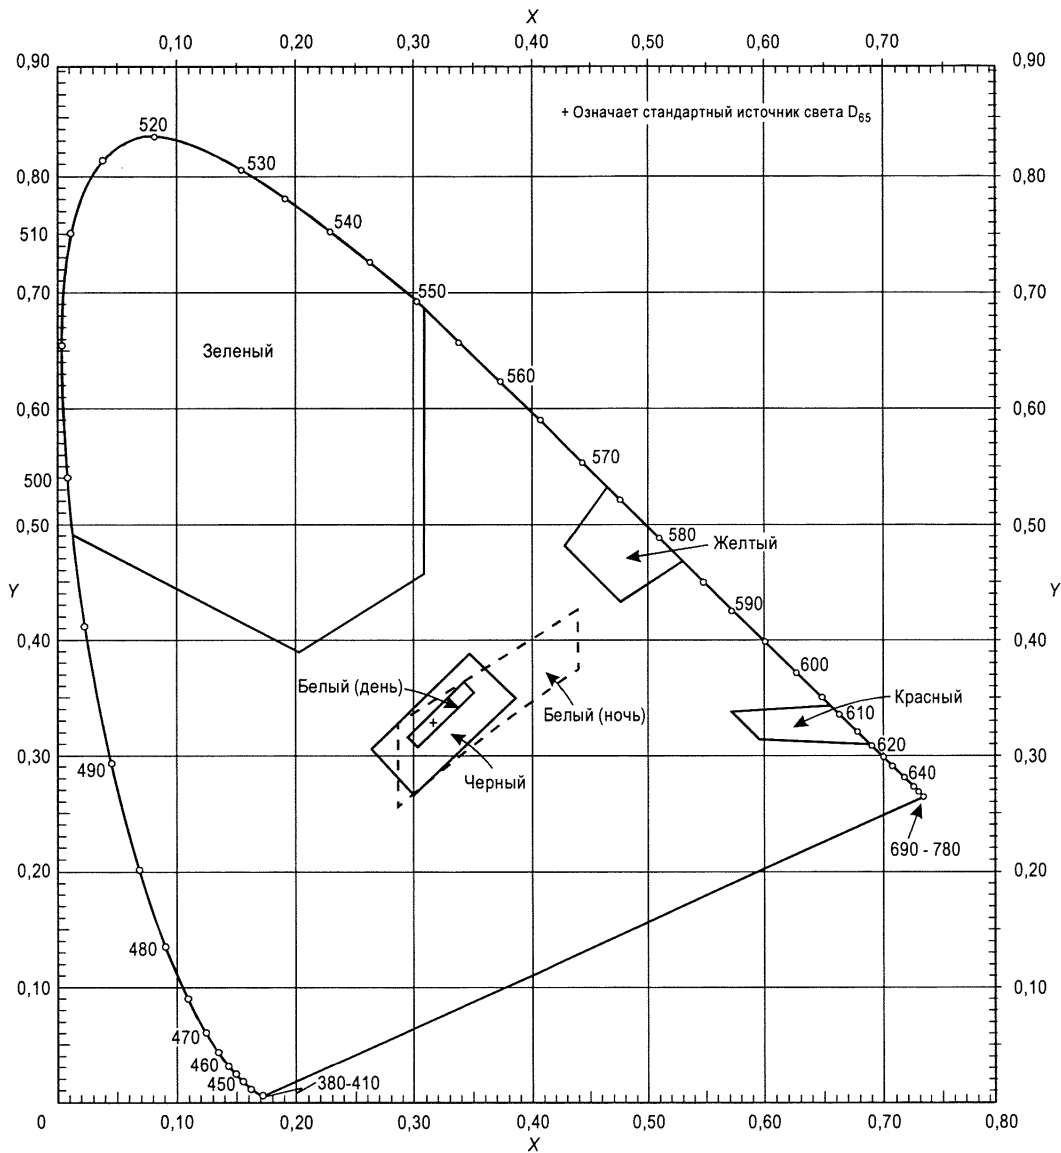 X
0,10 0,20 0,30 0,40 0,50 0,60 0,70
0,90 0,90
+ Означает стандартный источник света D65
520
530
0,80 0,80
540
510
550
0,70 0,70
Зеленый
560
0,60 0,60
570
500
0,50 0,50
580
Желтый
Y Y
590
0,40 0,40
600
Белый (день)
Красный
Белый (ночь)
610
620
0,30 0,30
490
640
Черный
690 - 780
0,20 0,20
480
0,10 0,10
470
460
450
380-410
0 0,10 0,20 0,30 0,40 0,50 0,60 0,70 0,80
X